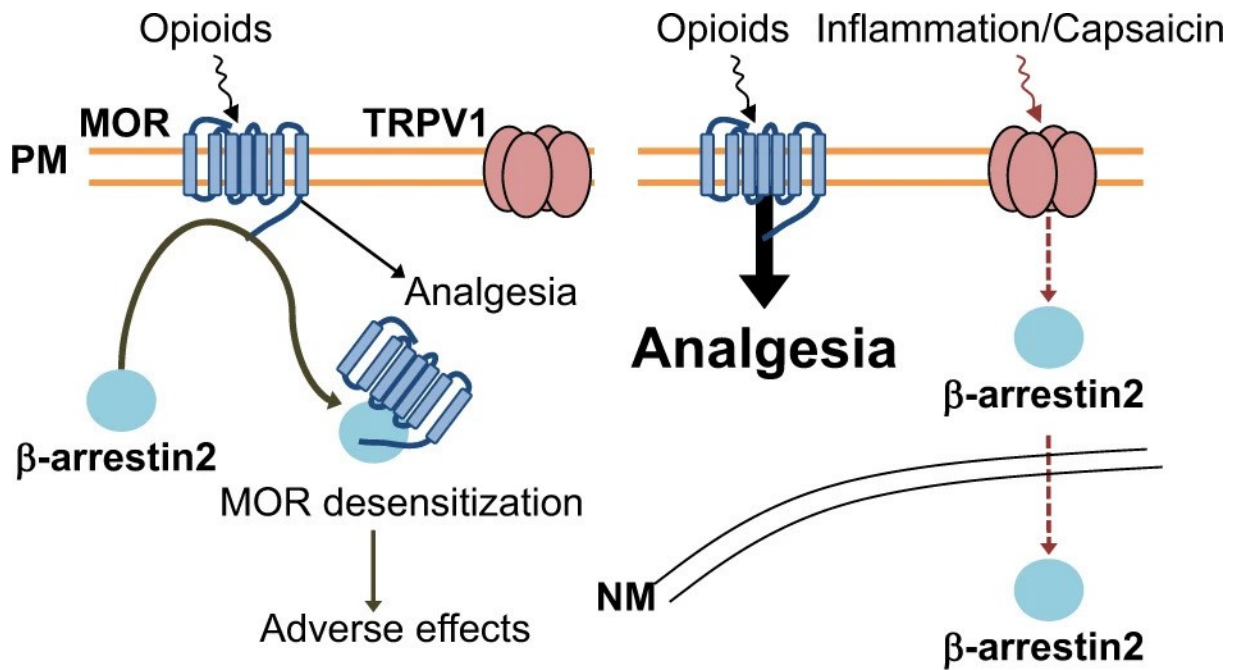 Opioids
MOR
TRPV1
PM
Analgesia
β-arrestin2
MOR desensitization
Adverse effects
Opioids
Inflammation/Capsaicin
Analgesia
β-arrestin2
NM
β-arrestin2